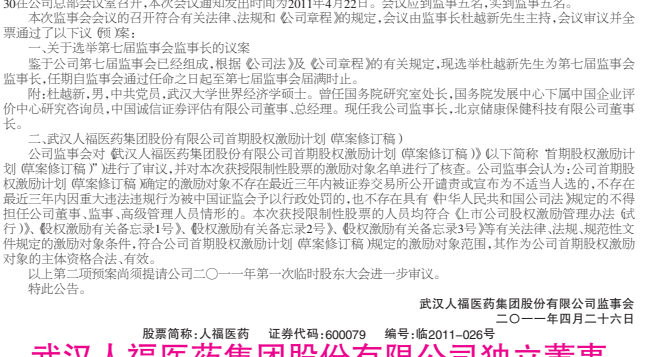 30在公司总部会议室召开,本次会议通知发出时间为2011年4月22日。会议应到监事五名,实到监事五名。
本次监事会会议的召开符合有关法律、法规和《公司章程》的规定,会议由监事长杜越新先生主持,会议审议并全
票通过了以下议(预)案:
一、关于选举第七届监事会监事长的议案
鉴于公司第七届监事会已经组成,根据《公司法》及《公司章程》的有关规定,现选举杜越新先生为第七届监事会
监事长,任期自监事会通过任命之日起至第七届监事会届满时止。
附:杜越新,男,中共党员,武汉大学世界经济学硕士。曾任国务院研究室处长,国务院发展中心下属中国企业评
价中心研究咨询员,中国诚信证券评估有限公司董事、总经理。现任我公司监事长,北京储康保健科技有限公司董事
长。
二、武汉人福医药集团股份有限公司首期股权激励计划(草案修订稿)
公司监事会对《武汉人福医药集团股份有限公司首期股权激励计划(草案修订稿)》(以下简称“首期股权激励计
划(草案修订稿)”)进行了审议,并对本次获授限制性股票的激励对象名单进行了核查。公司监事会认为:公司首期股
权激励计划(草案修订稿)确定的激励对象不存在最近三年内被证券交易所公开谴责或宣布为不适当人选的,不存在
最近三年内因重大违法违规行为被中国证监会予以行政处罚的,也不存在具有《中华人民共和国公司法》规定的不得
担任公司董事、监事、高级管理人员情形的。本次获授限制性股票的人员均符合《上市公司股权激励管理办法(试
行)》、《股权激励有关备忘录1号》、《股权激励有关备忘录2号》、《股权激励有关备忘录3号》等有关法律、法规、规范性文
件规定的激励对象条件,符合公司首期股权激励计划(草案修订稿)规定的激励对象范围,其作为公司首期股权激励
对象的主体资格合法、有效。
以上第二项预案尚须提请公司二〇一一年第一次临时股东大会进一步审议。
特此公告。
武汉人福医药集团股份有限公司监事会
二〇一一年四月二十六日
股票简称:人福医药 证券代码:600079 编号:临2011-026号
武汉人福医药集团股份有限公司独立董事